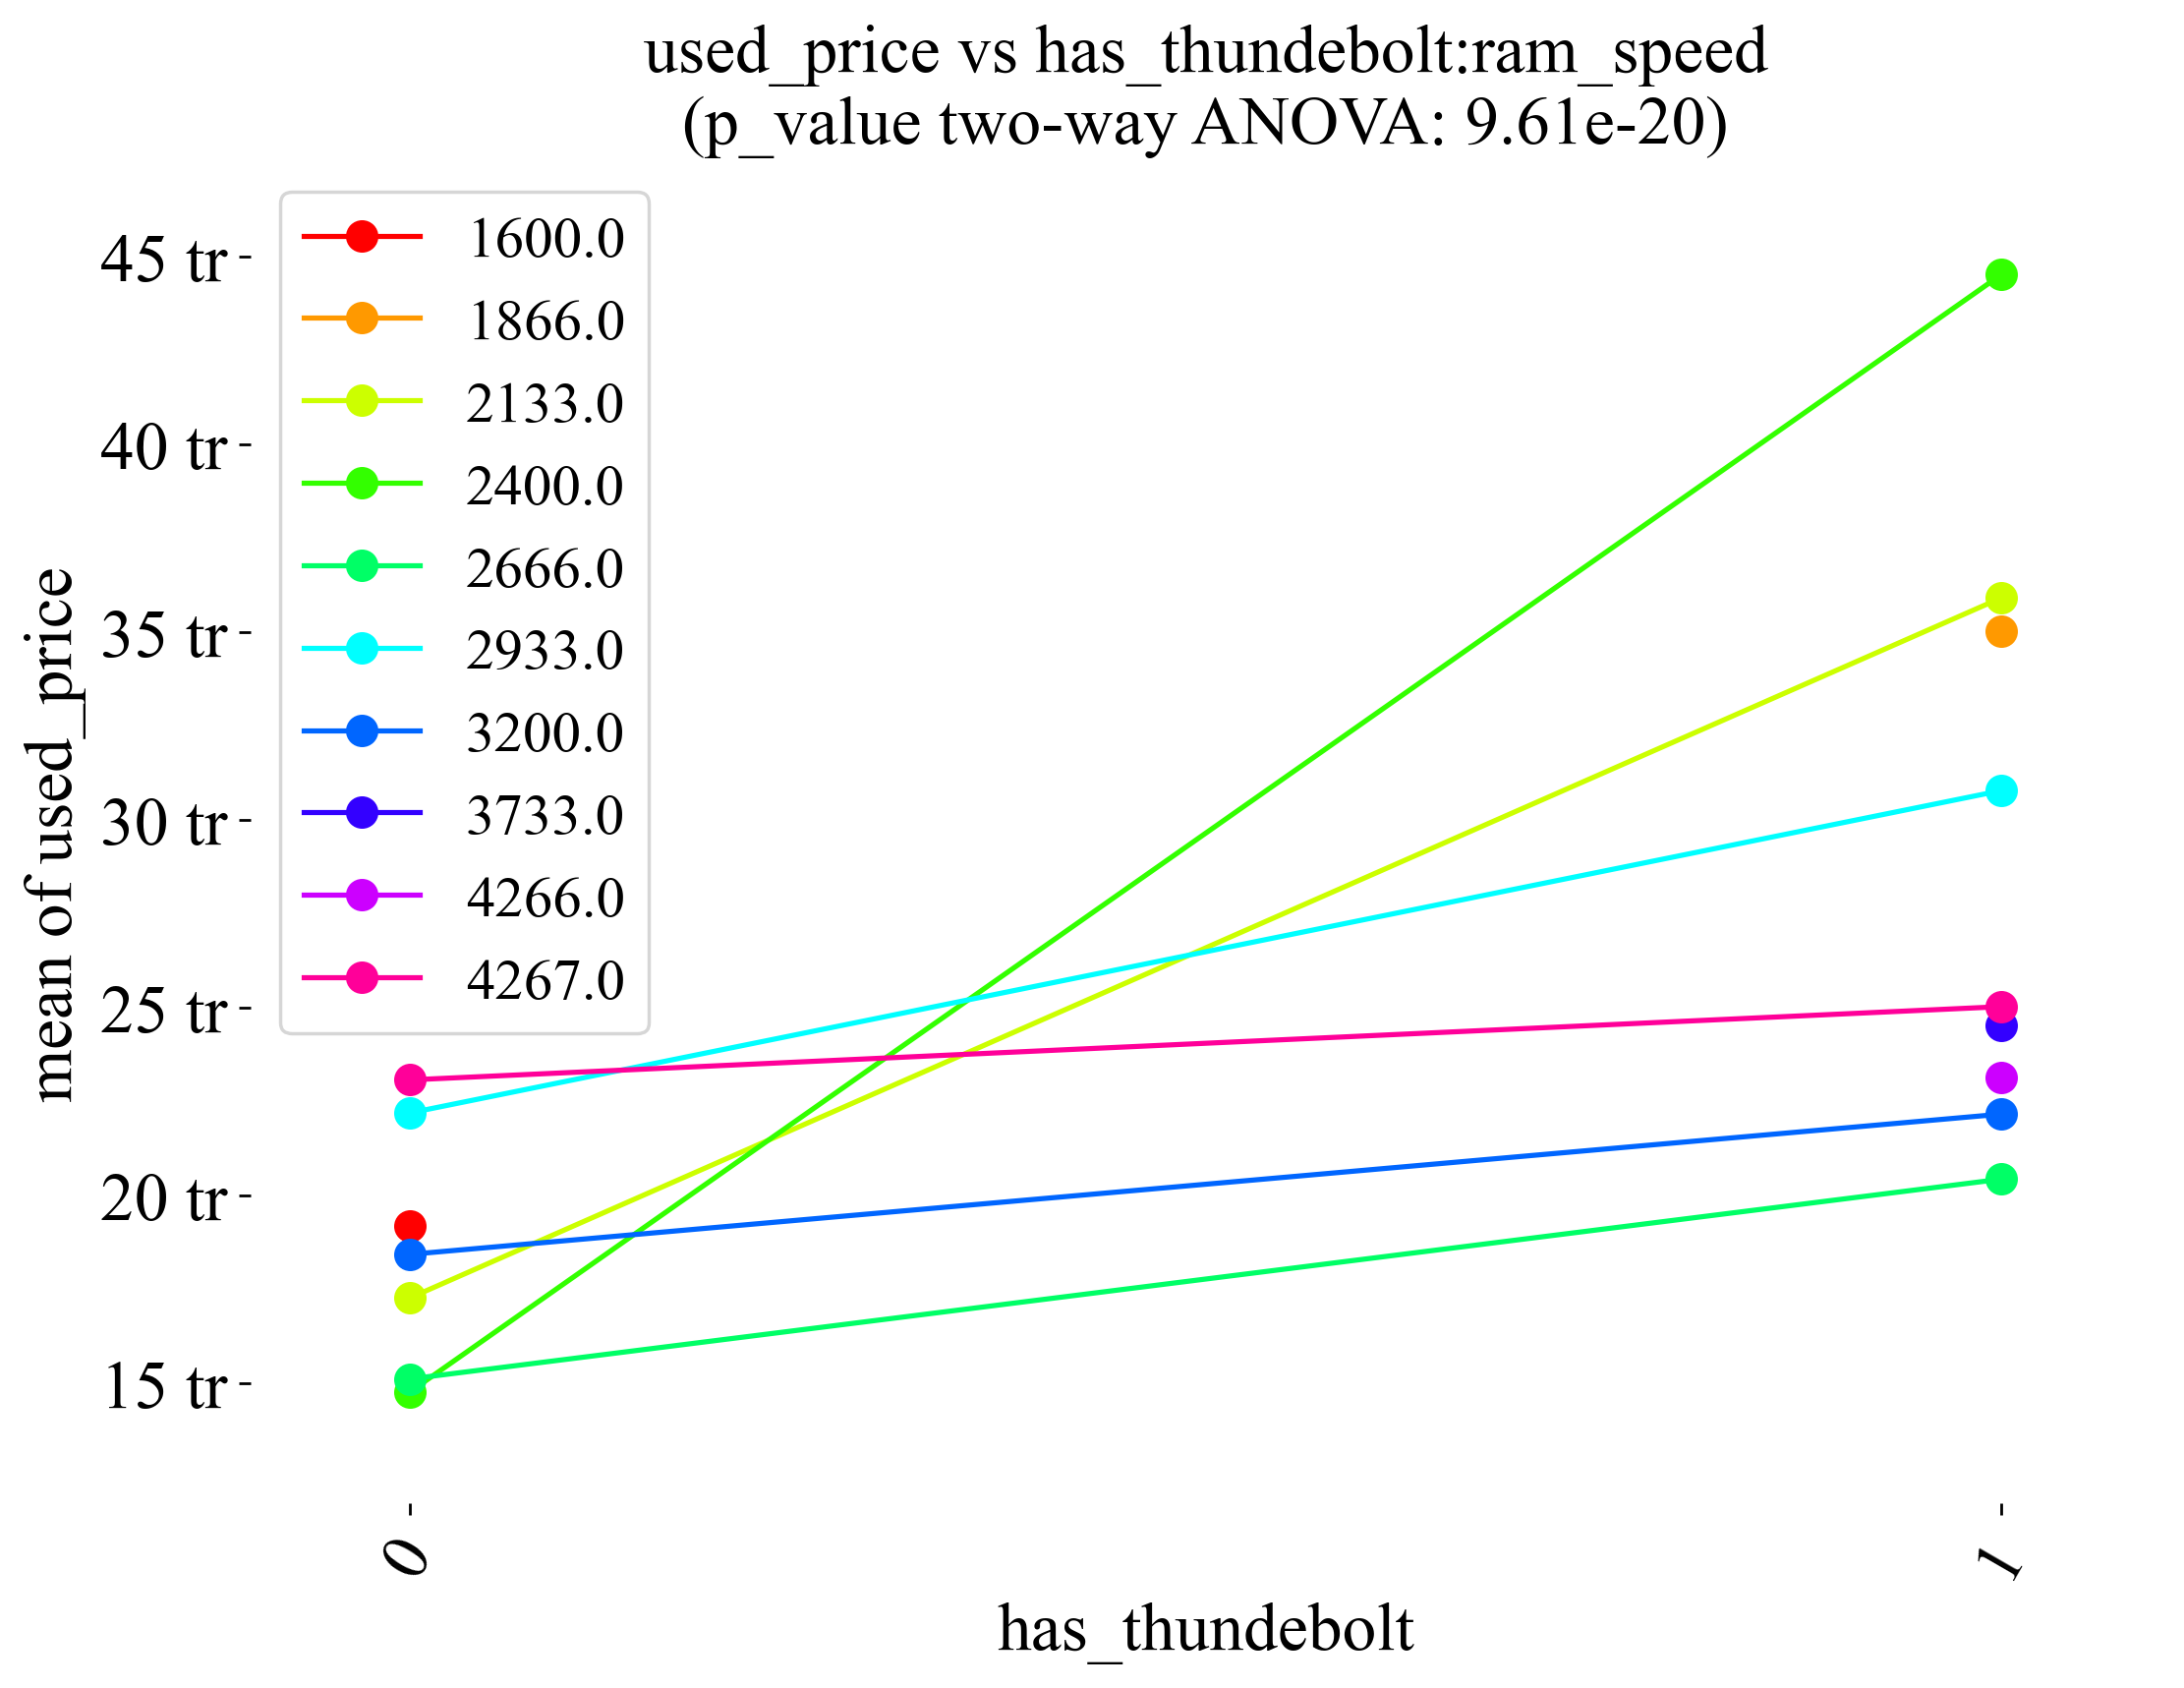 used_price vs has_thundebolt:ram_speed
(p_value two-way ANOVA: 9.61e-20)
mean of used_price
45 tr
40 tr
35 tr
30 tr
25 tr
20 tr
15 tr
1600.0
1866.0
2133.0
2400.0
2666.0
2933.0
3200.0
3733.0
4266.0
4267.0
0
1
has_thundebolt